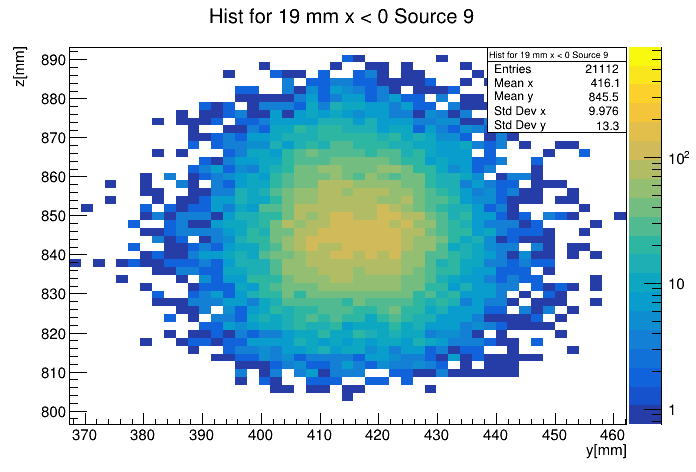 Hist for 19 mm x < 0 Source 9
z[mm]
890
880
870
860
850
840
830
820
810
800
370 380 390 400 410 420 430 440 450 460
y[mm]
Hist for 19 mm x < 0 Source 9
Entries 21112
Mean x 416.1
Mean y 845.5
Std Dev x 9.976
Std Dev y 13.3
10²
10
1